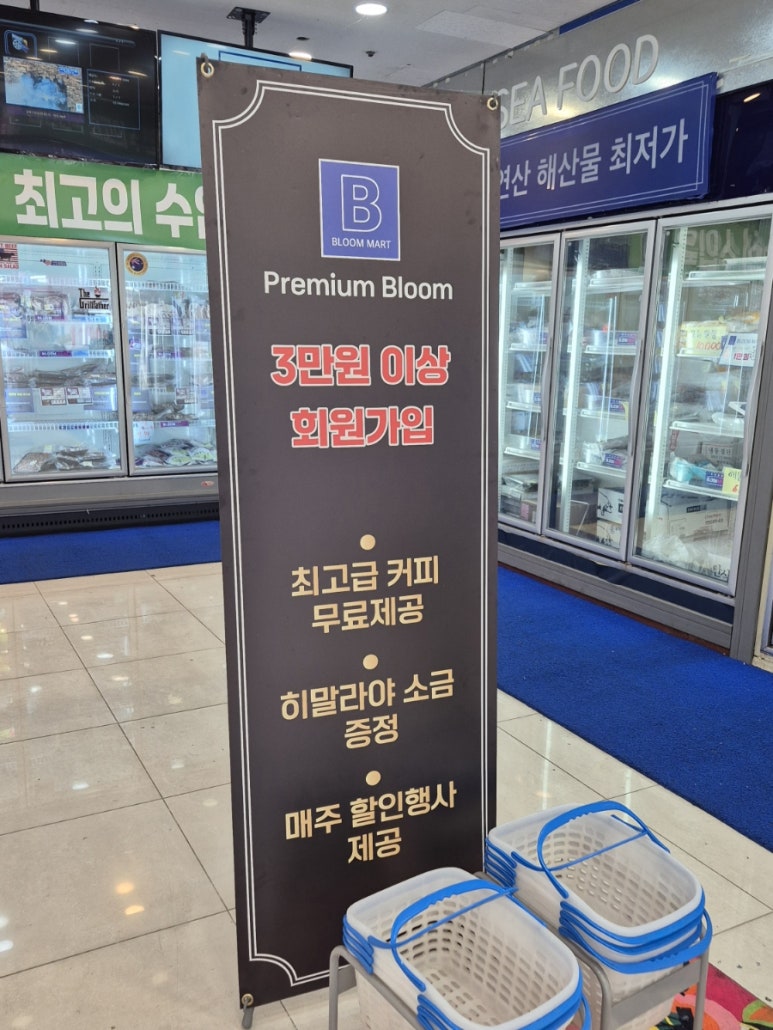 SEA FOOD
연산 해산물 최저가
최고의 수
B
BLOOM MART
Premium Bloom
3만원 이상
회원가입
최고급 커피
무료제공
히말라야 소금
증정
매주 할인행사
제공
The
Grillfather